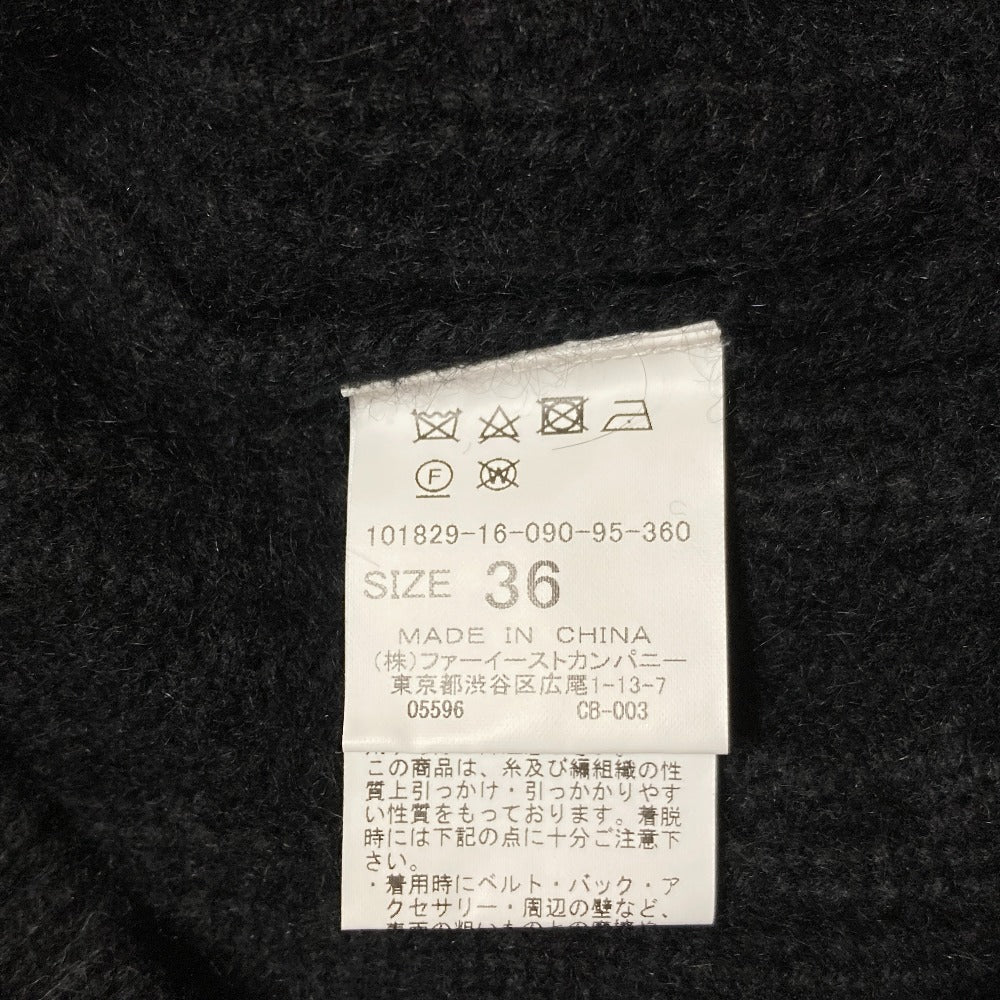 F
W
101829-16-090-95-360
SIZE 36
MADE IN CHINA
(株)ファーイーストカンパニー
東京都渋谷区広尾1-13-7
05596 CB-003
この商品は、糸及び編組織の性
質上引っかけ・引っかかりやす
い性質をもっております。着脱
時には下記の点に十分ご注意下
さい。
・着用時にベルト・バック・ア
クセサリー・周辺の壁など、